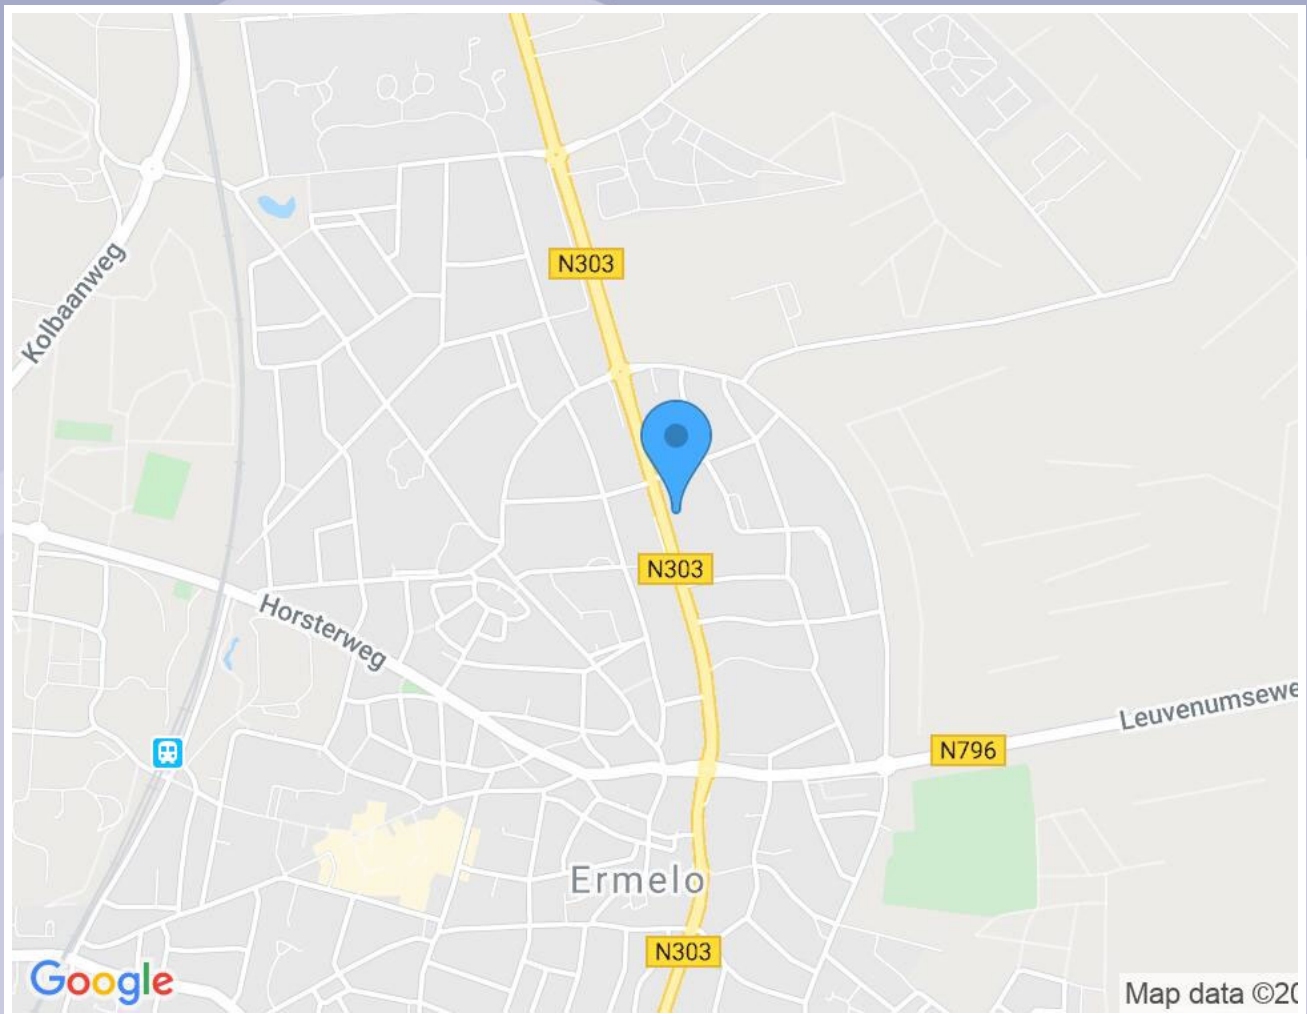 N303
Kolbaanweg
N303
Horsterweg
Leuvenumsewe
N796
Ermelo
N303
Google
Map data ©20